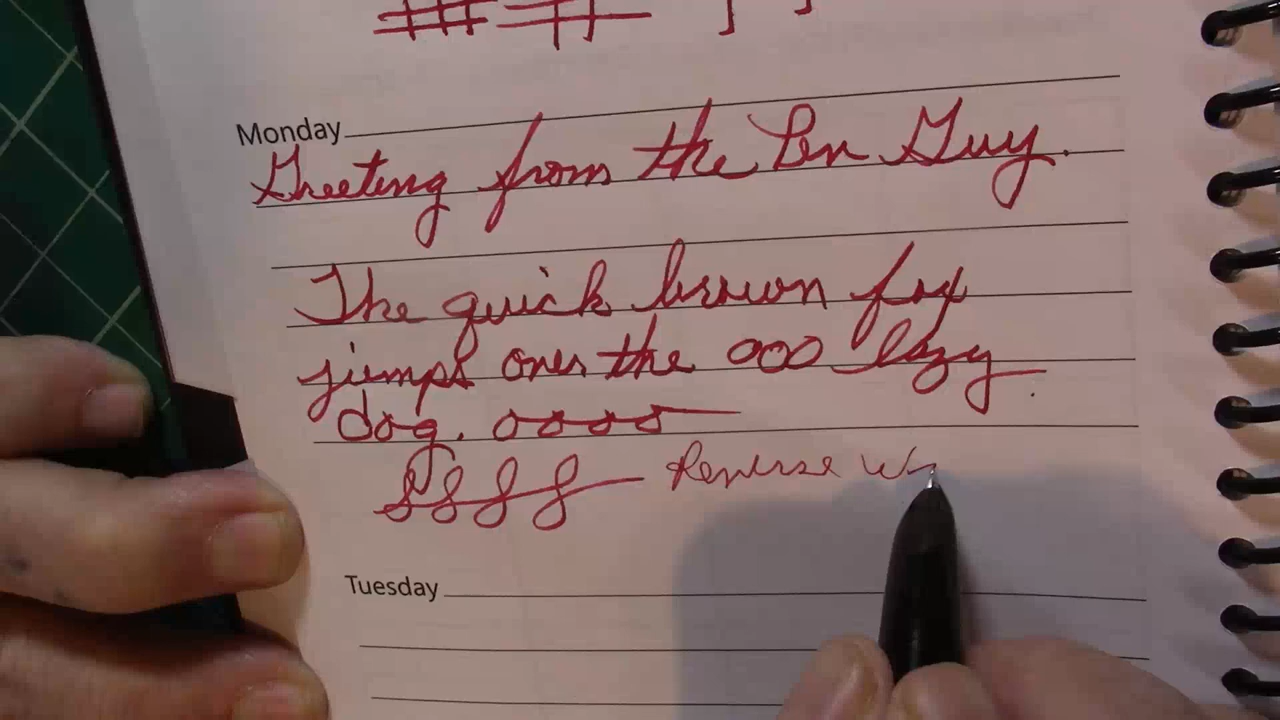 Monday
Greeting from the Pen Guy.
The quick brown fox
jumps over the ooo lazy
dog. oooo
Reverse Wr
Tuesday